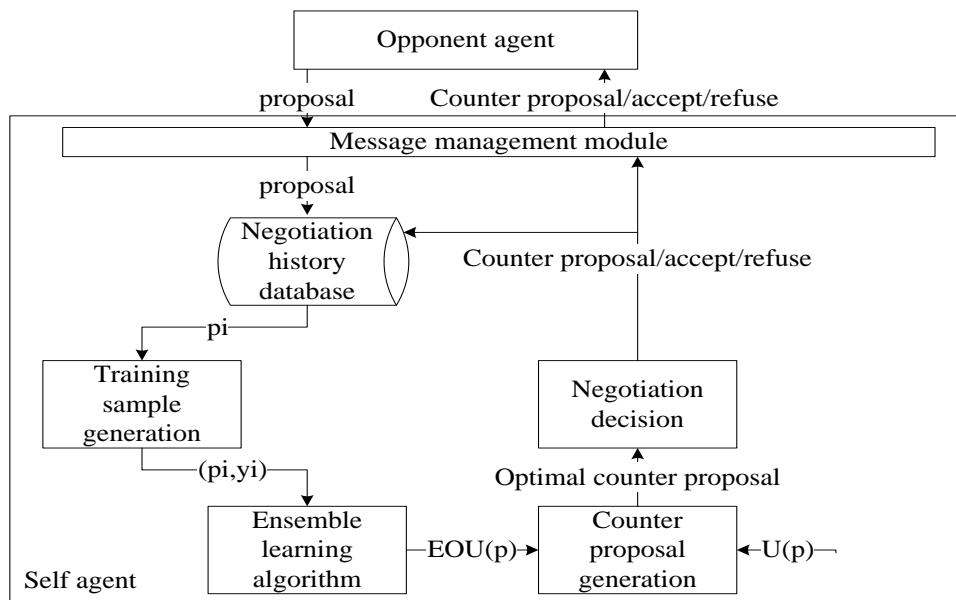 Opponent agent
proposal
Counter proposal/accept/refuse
Message management module
proposal
Negotiation
history
database
Counter proposal/accept/refuse
pi
Training
sample
generation
Negotiation
decision
(pi,yi)
Optimal counter proposal
Ensemble
learning
algorithm
EOU(p)
Counter
proposal
generation
U(p)
Self agent